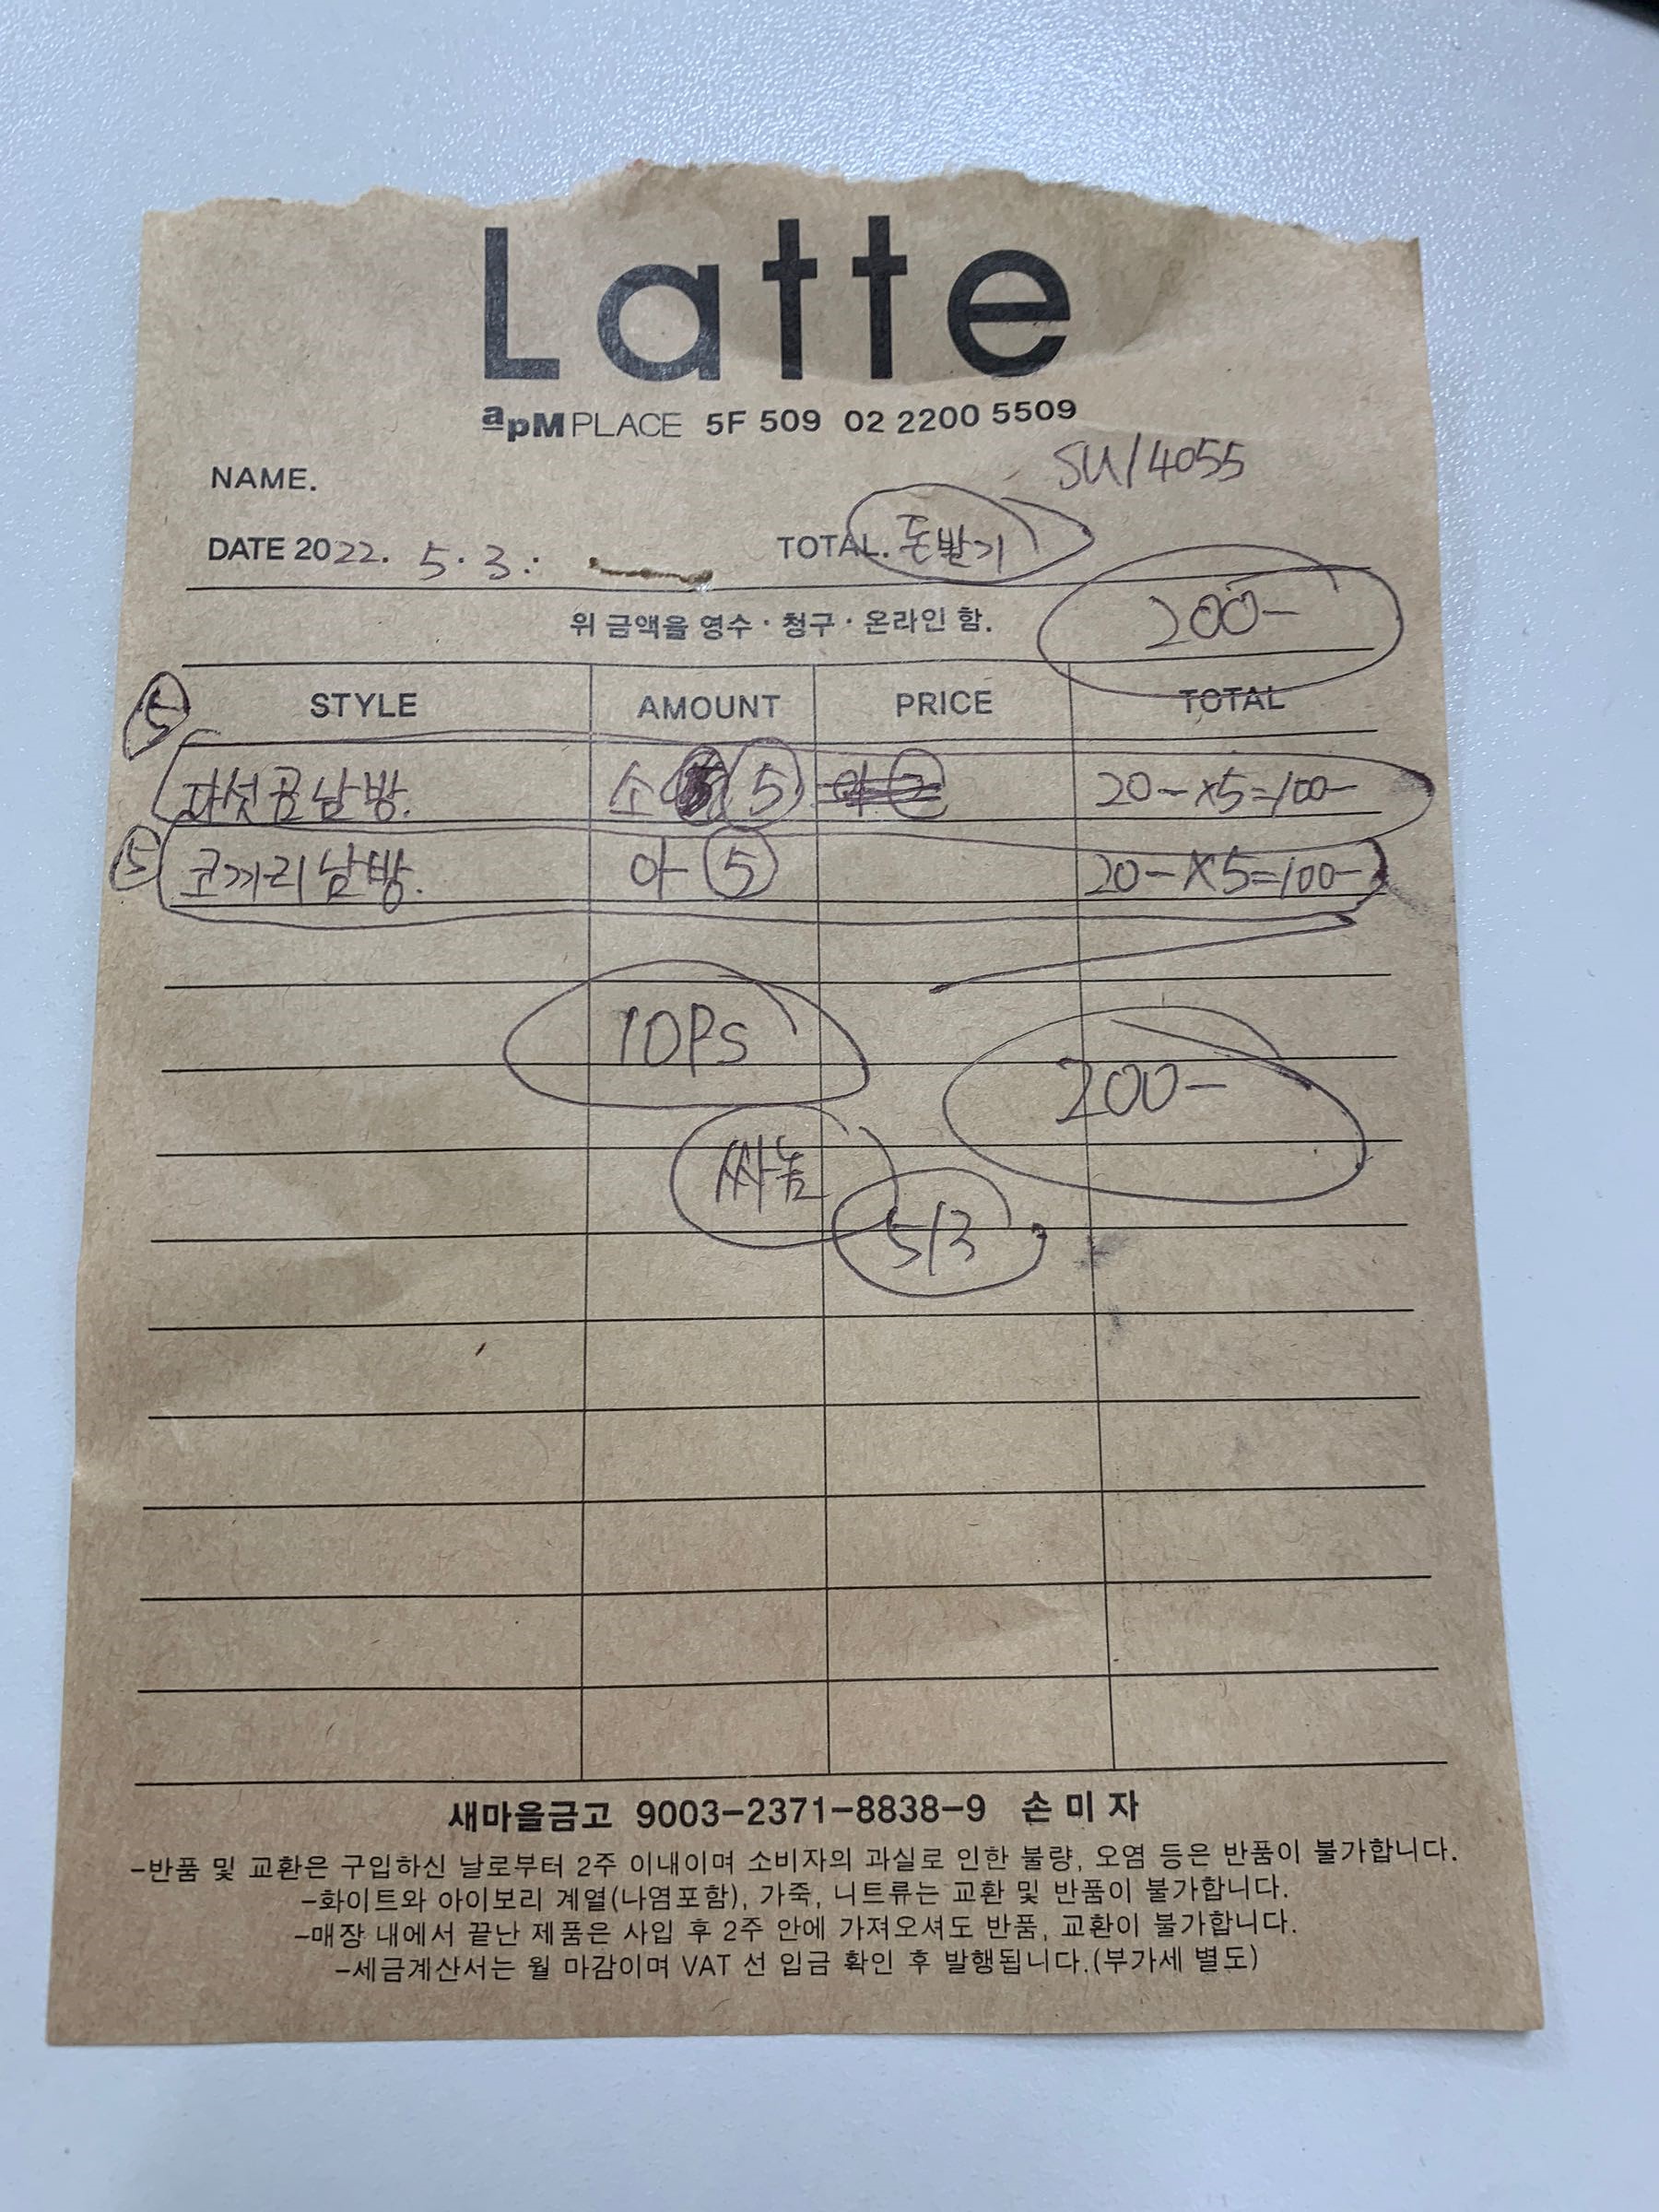 Latte
apM PLACE 5F 509 02 2200 5509
SU/4055
NAME.
DATE 2022. 5.3. TOTAL. 돈받기
위 금액을 영수·청구·온라인 함. 200-
STYLE AMOUNT PRICE TOTAL
5 다섯곰남방. 소 5 20-x5=100-
5 코끼리남방. 아 5 20-x5=100-
10PS
200-
싸놈
5/3
새마을금고 9003-2371-8838-9 손미자
-반품 및 교환은 구입하신 날로부터 2주 이내이며 소비자의 과실로 인한 불량, 오염 등은 반품이 불가합니다.
-화이트와 아이보리 계열(나염포함), 가죽, 니트류는 교환 및 반품이 불가합니다.
-매장 내에서 끝난 제품은 사입 후 2주 안에 가져오셔도 반품, 교환이 불가합니다.
-세금계산서는 월 마감이며 VAT 선 입금 확인 후 발행됩니다.(부가세 별도)